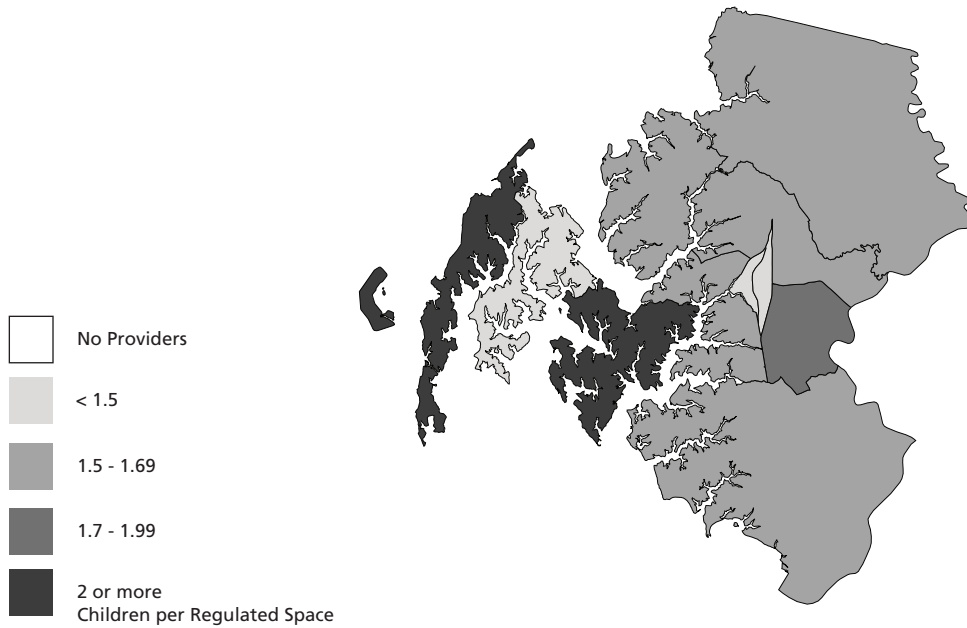 No Providers
< 1.5
1.5 - 1.69
1.7 - 1.99
2 or more
Children per Regulated Space